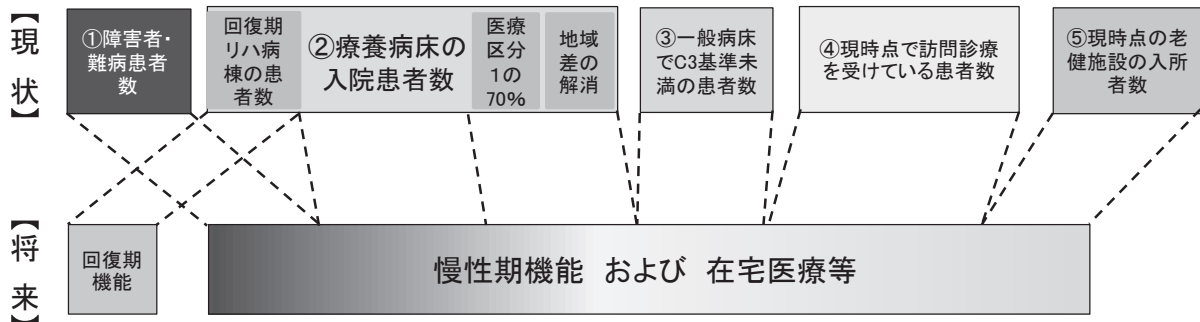 【現状】
①障害者・
難病患者
数
回復期
リハ病
棟の患
者数
②療養病床の
入院患者数
医療
区分
1の
70%
地域
差の
解消
③一般病床
でC3基準未
満の患者数
④現時点で訪問診療
を受けている患者数
⑤現時点の老
健施設の入所
者数
【将来】
回復期
機能
慢性期機能 および 在宅医療等